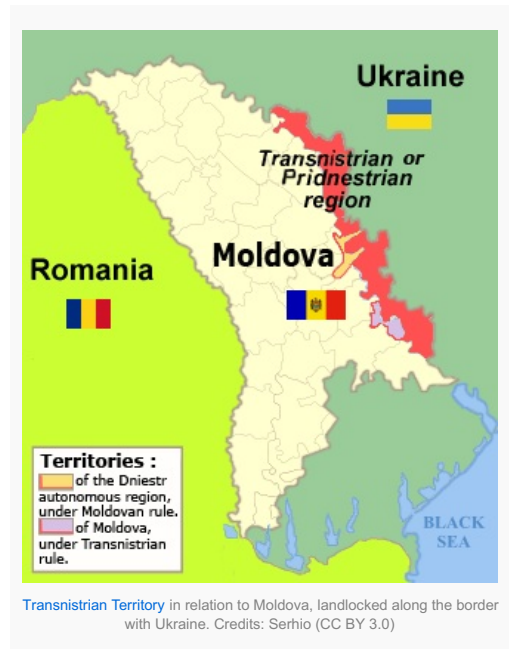 Ukraine
Transnistrian or
Pridnestrian
region
Moldova
Romania
Territories :
of the Dniestr
autonomous region,
under Moldovan rule.
of Moldova,
under Transnistrian
rule.
BLACK
SEA
Transnistrian Territory in relation to Moldova, landlocked along the border
with Ukraine. Credits: Serhio (CC BY 3.0)